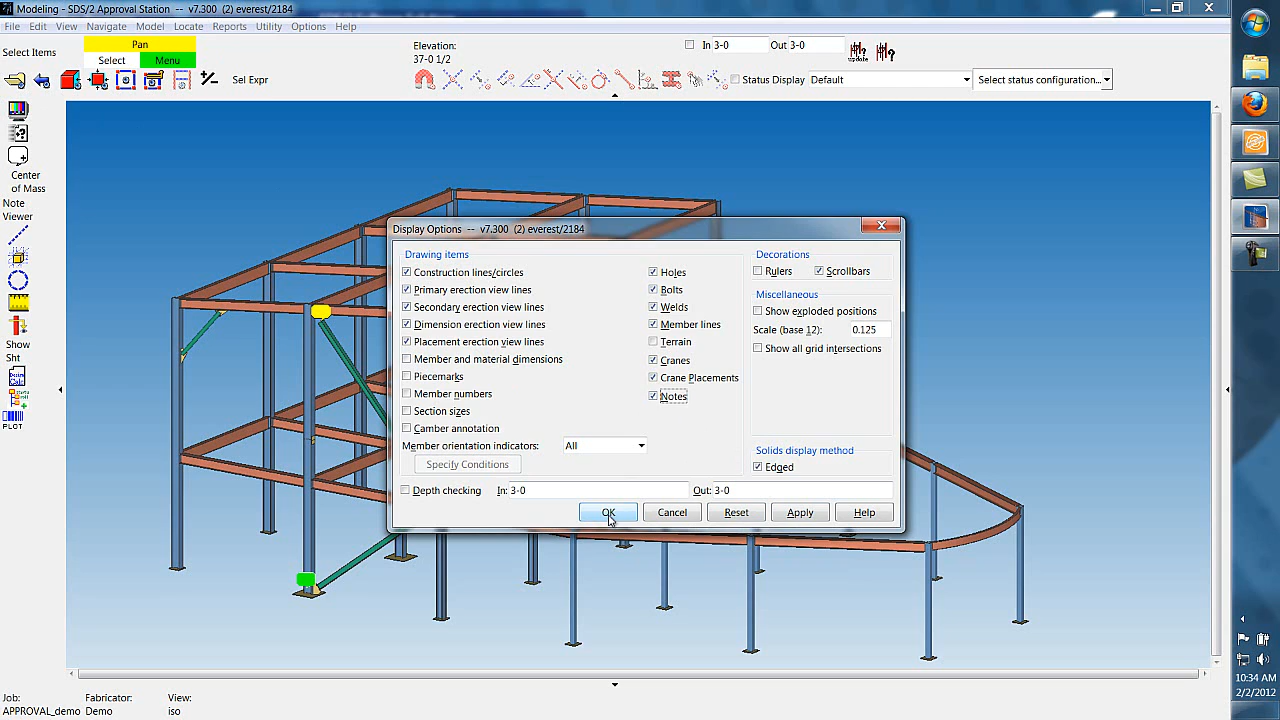 Modeling - SDS/2 Approval Station -- v7.300 (2) everest/2184
File Edit View Navigate Model Locate Reports Utility Options Help
Select Items
Pan
Select Menu
Elevation:
37-0 1/2
In 3-0 Out 3-0
update
Sel Expr
Status Display Default Select status configuration...
Center
of Mass
Note
Viewer
Show
Sht
PLOT
Display Options -- v7.300 (2) everest/2184
Drawing items
Construction lines/circles
Primary erection view lines
Secondary erection view lines
Dimension erection view lines
Placement erection view lines
Member and material dimensions
Piecemarks
Member numbers
Section sizes
Camber annotation
Member orientation indicators: All
Specify Conditions
Holes
Bolts
Welds
Member lines
Terrain
Cranes
Crane Placements
Notes
Decorations
Rulers Scrollbars
Miscellaneous
Show exploded positions
Scale (base 12): 0.125
Show all grid intersections
Solids display method
Edged
Depth checking In: 3-0 Out: 3-0
OK Cancel Reset Apply Help
Job: Fabricator: View:
APPROVAL_demo Demo iso
10:34 AM
2/2/2012